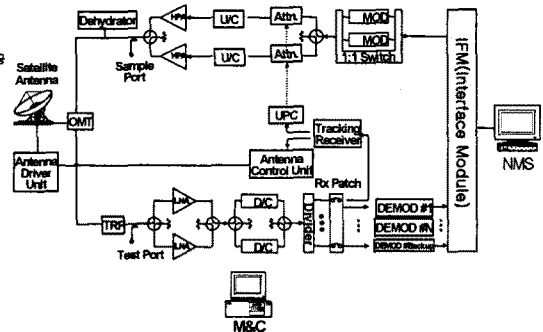 Dehydrator
HPA
U/C
Attn.
MOD
HPA
U/C
Attn.
MOD
1:1 Switch
Sample
Port
Satellite
Antenna
OMT
UPC
Tracking
Receiver
IFM(Interface Module)
NMS
Antenna
Driver
Unit
Antenna
Control Unit
Rx Patch
TRF
Test Port
LNA
LNA
D/C
D/C
Divider
DEMOD #1
DEMOD #N
DEMOD #Backup
M&C